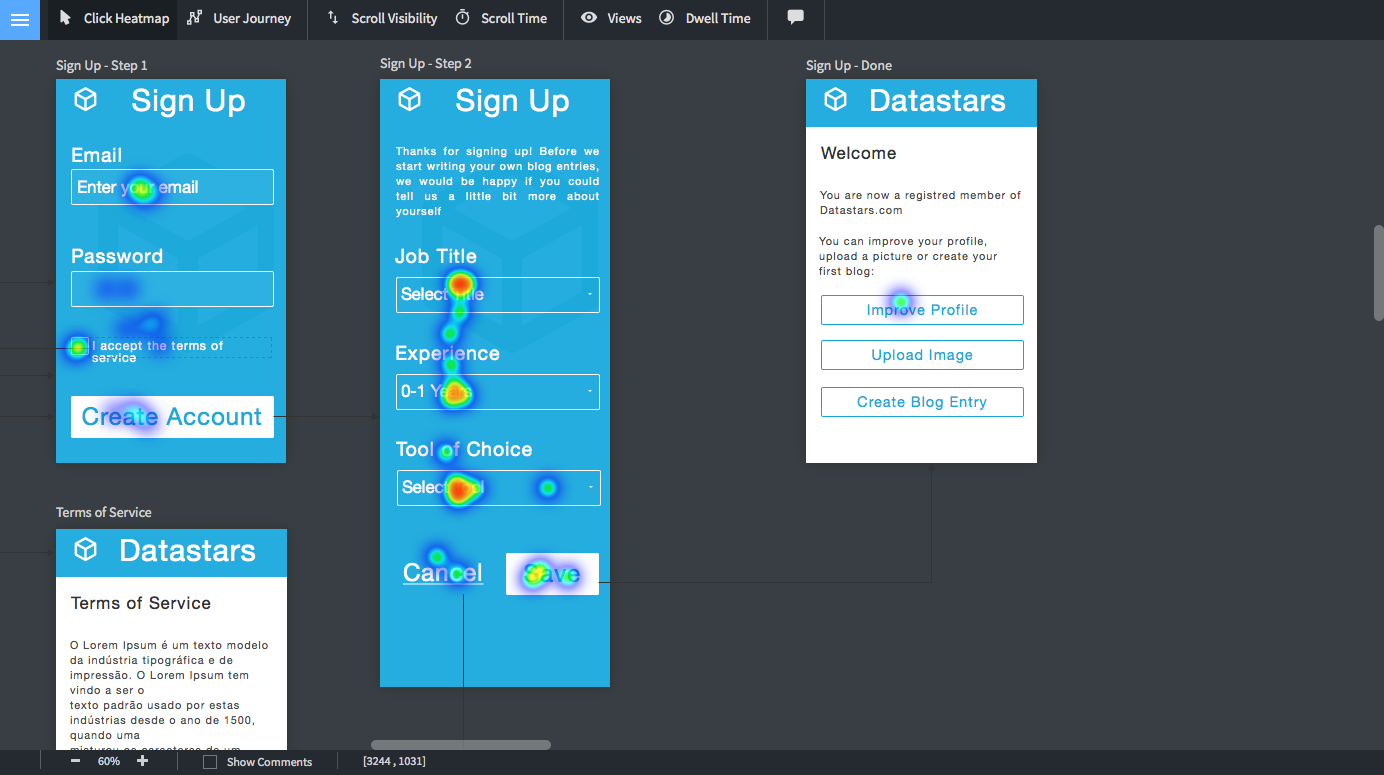 Click Heatmap
User Journey
Scroll Visibility
Scroll Time
Views
Dwell Time
Sign Up - Step 1
Sign Up
Email
Enter your email
Password
I accept the terms of
service
Create Account
Terms of Service
Datastars
Terms of Service
O Lorem Ipsum é um texto modelo
da indústria tipográfica e de
impressão. O Lorem Ipsum tem
vindo a ser o
texto padrão usado por estas
indústrias desde o ano de 1500,
quando uma
misturou os caracteres de um
Sign Up - Step 2
Sign Up
Thanks for signing up! Before we
start writing your own blog entries,
we would be happy if you could
tell us a little bit more about
yourself
Job Title
Select Title
Experience
0-1 Years
Tool of Choice
Select Tool
Cancel
Save
Sign Up - Done
Datastars
Welcome
You are now a registred member of
Datastars.com
You can improve your profile,
upload a picture or create your
first blog:
Improve Profile
Upload Image
Create Blog Entry
60%
Show Comments
[3244 , 1031]